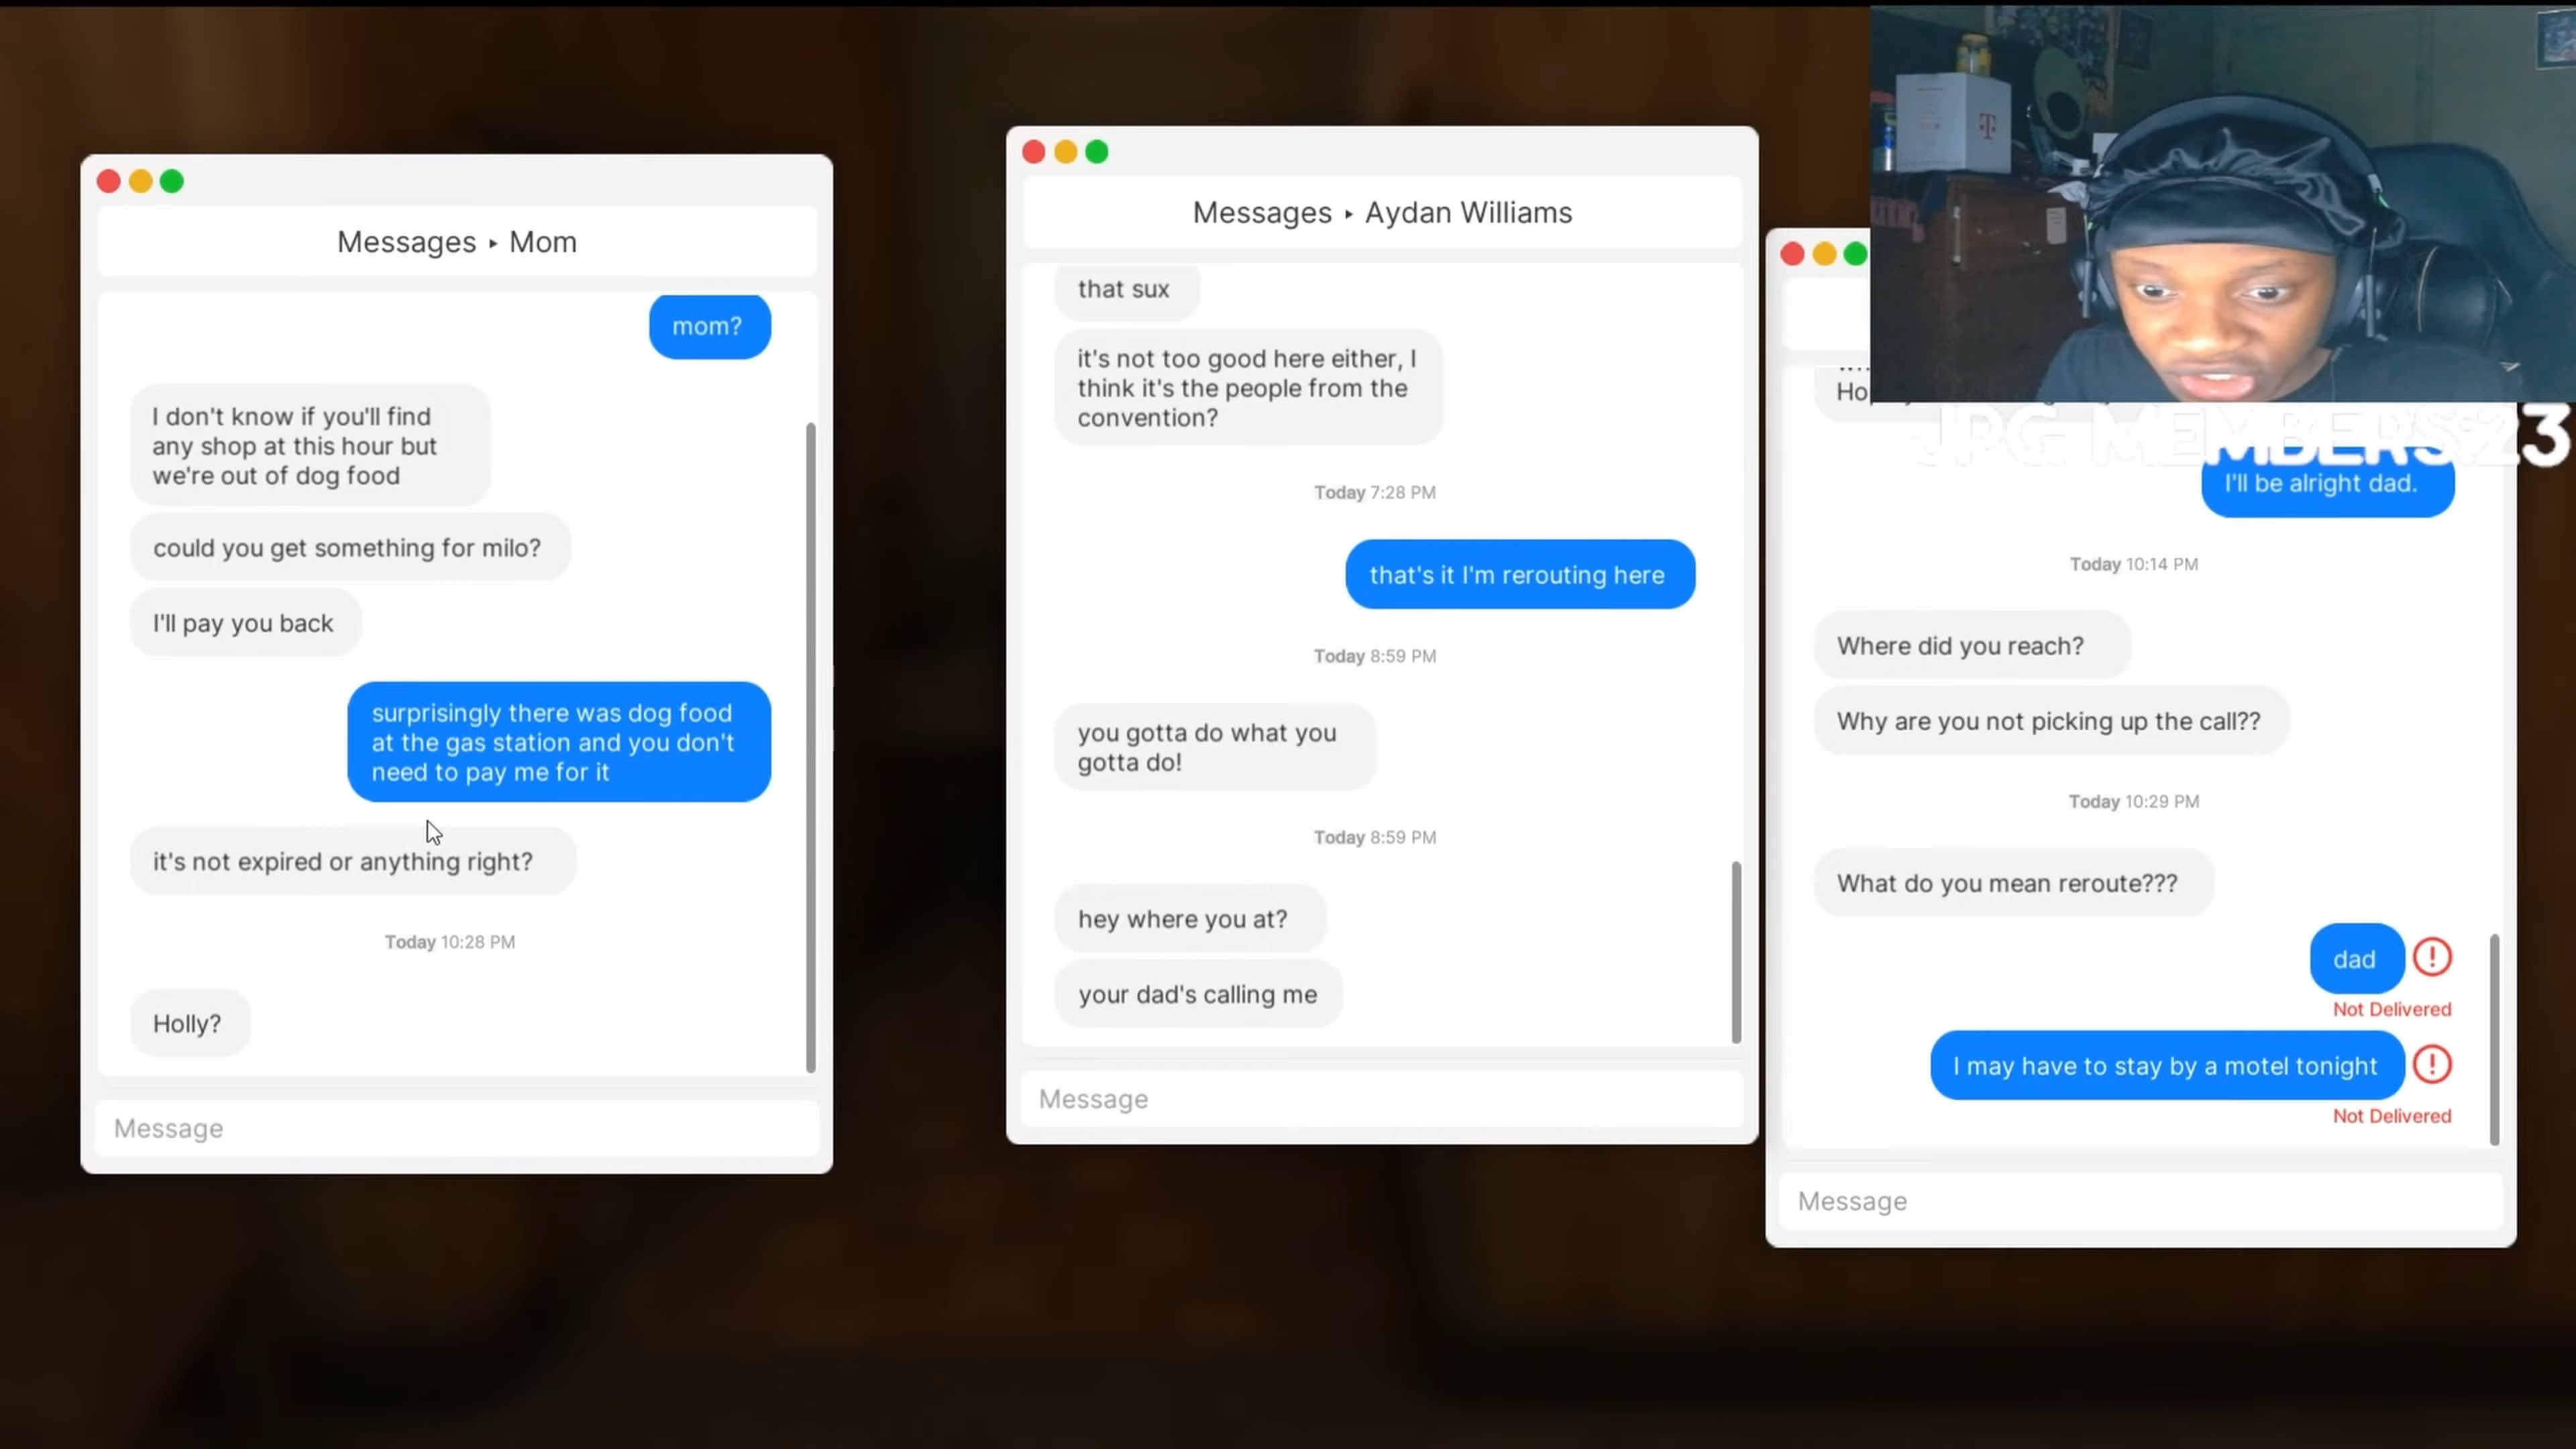 Messages ▸ Mom
mom?
I don't know if you'll find
any shop at this hour but
we're out of dog food
could you get something for milo?
I'll pay you back
surprisingly there was dog food
at the gas station and you don't
need to pay me for it
it's not expired or anything right?
Today 10:28 PM
Holly?
Message
Messages ▸ Aydan Williams
that sux
it's not too good here either, I
think it's the people from the
convention?
Today 7:28 PM
that's it I'm rerouting here
Today 8:59 PM
you gotta do what you
gotta do!
Today 8:59 PM
hey where you at?
your dad's calling me
Message
JPG MEMBERS:23
I'll be alright dad.
Today 10:14 PM
Where did you reach?
Why are you not picking up the call??
Today 10:29 PM
What do you mean reroute???
dad
Not Delivered
I may have to stay by a motel tonight
Not Delivered
Message